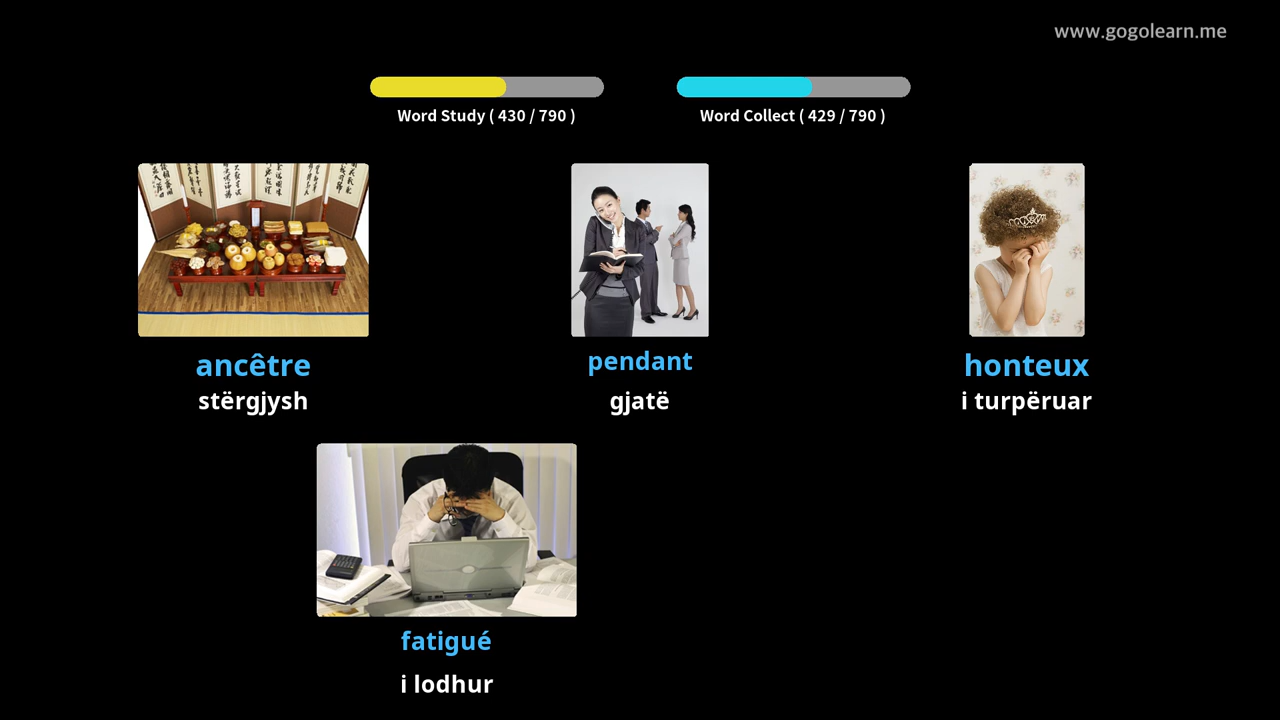 www.gogolearn.me
Word Study ( 430 / 790 )
Word Collect ( 429 / 790 )
ancêtre
stërgjysh
pendant
gjatë
honteux
i turpëruar
fatigué
i lodhur